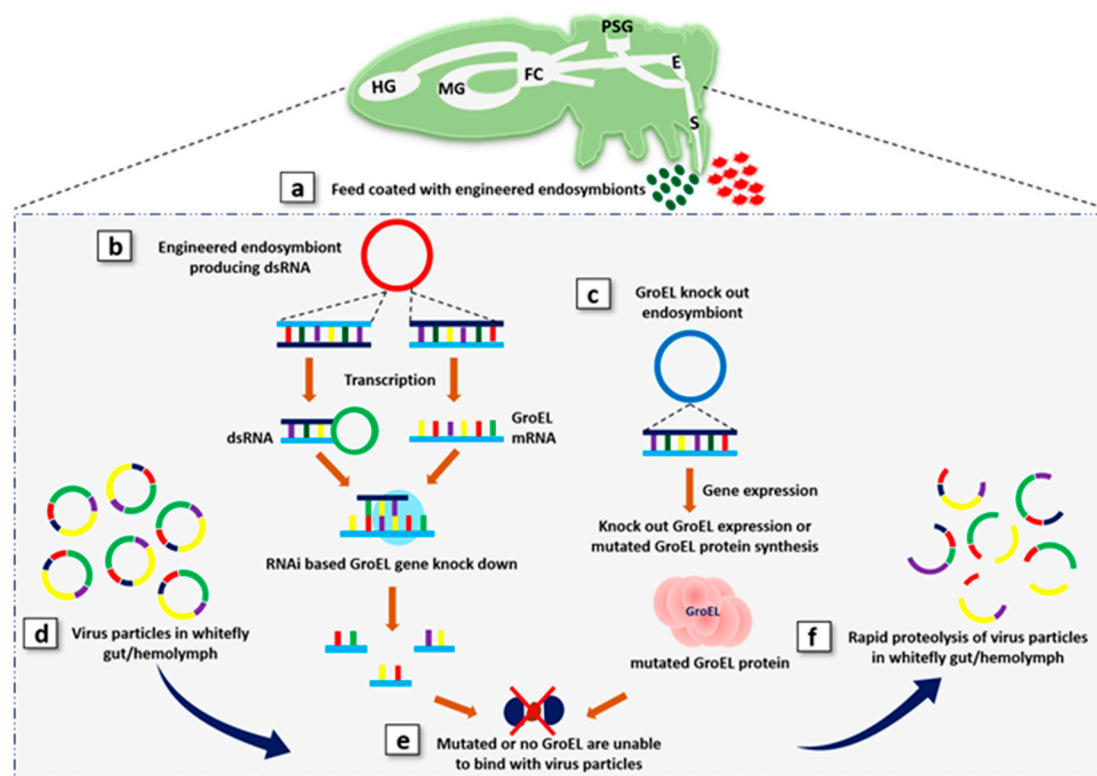 PSG
HG
MG
FC
E
S
a
Feed coated with engineered endosymbionts
b
Engineered endosymbiont
producing dsRNA
c
GroEL knock out
endosymbiont
Transcription
dsRNA
GroEL
mRNA
Gene expression
RNAi based GroEL gene knock down
Knock out GroEL expression or
mutated GroEL protein synthesis
GroEL
mutated GroEL protein
d
Virus particles in whitefly
gut/hemolymph
e
Mutated or no GroEL are unable
to bind with virus particles
f
Rapid proteolysis of virus particles
in whitefly gut/hemolymph